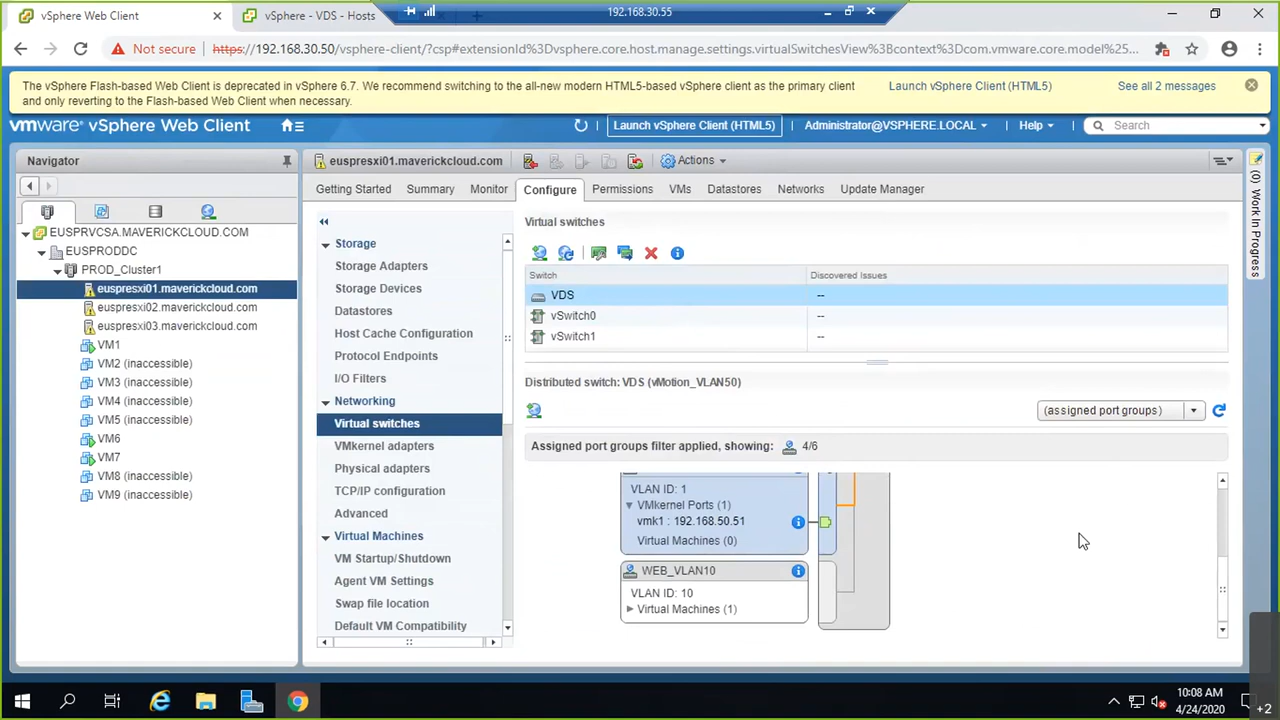 vSphere Web Client
vSphere - VDS - Hosts
192.168.30.55
Not secure
https://192.168.30.50/vsphere-client/?csp#extensionId%3Dvsphere.core.host.manage.settings.virtualSwitchesView%3Bcontext%3Dcom.vmware.core.model%25...
The vSphere Flash-based Web Client is deprecated in vSphere 6.7. We recommend switching to the all-new modern HTML5-based vSphere client as the primary client
and only reverting to the Flash-based Web Client when necessary.
Launch vSphere Client (HTML5)
See all 2 messages
vmware® vSphere Web Client
Launch vSphere Client (HTML5)
Administrator@VSPHERE.LOCAL
Help
Search
Navigator
EUSPRVCSA.MAVERICKCLOUD.COM
EUSPRODDC
PROD_Cluster1
euspresxi01.maverickcloud.com
euspresxi02.maverickcloud.com
euspresxi03.maverickcloud.com
VM1
VM2 (inaccessible)
VM3 (inaccessible)
VM4 (inaccessible)
VM5 (inaccessible)
VM6
VM7
VM8 (inaccessible)
VM9 (inaccessible)
euspresxi01.maverickcloud.com
Actions
Getting Started
Summary
Monitor
Configure
Permissions
VMs
Datastores
Networks
Update Manager
Storage
Storage Adapters
Storage Devices
Datastores
Host Cache Configuration
Protocol Endpoints
I/O Filters
Networking
Virtual switches
VMkernel adapters
Physical adapters
TCP/IP configuration
Advanced
Virtual Machines
VM Startup/Shutdown
Agent VM Settings
Swap file location
Default VM Compatibility
Virtual switches
Switch
Discovered Issues
VDS
--
vSwitch0
--
vSwitch1
--
Distributed switch: VDS (vMotion_VLAN50)
(assigned port groups)
Assigned port groups filter applied, showing: 4/6
VLAN ID: 1
VMkernel Ports (1)
vmk1 : 192.168.50.51
Virtual Machines (0)
WEB_VLAN10
VLAN ID: 10
Virtual Machines (1)
(0) Work In Progress
10:08 AM
4/24/2020
+2